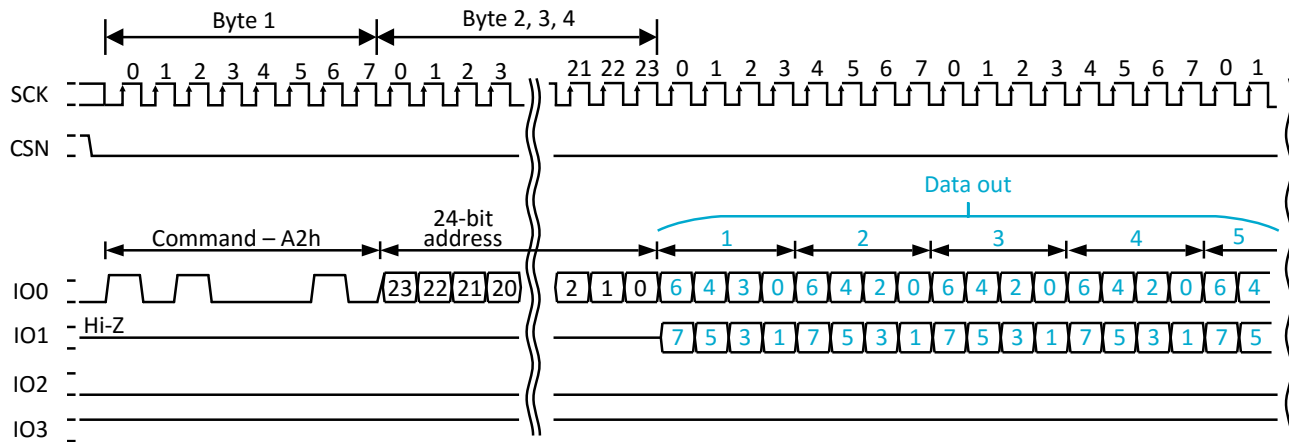 Byte 1 Byte 2, 3, 4
0 1 2 3 4 5 6 7 0 1 2 3 21 22 23 0 1 2 3 4 5 6 7 0 1 2 3 4 5 6 7 0 1
SCK
CSN
Data out
24-bit
Command – A2h address 1 2 3 4 5
IO0 23 22 21 20 2 1 0 6 4 3 0 6 4 2 0 6 4 2 0 6 4 2 0 6 4
IO1 Hi-Z 7 5 3 1 7 5 3 1 7 5 3 1 7 5 3 1 7 5
IO2
IO3